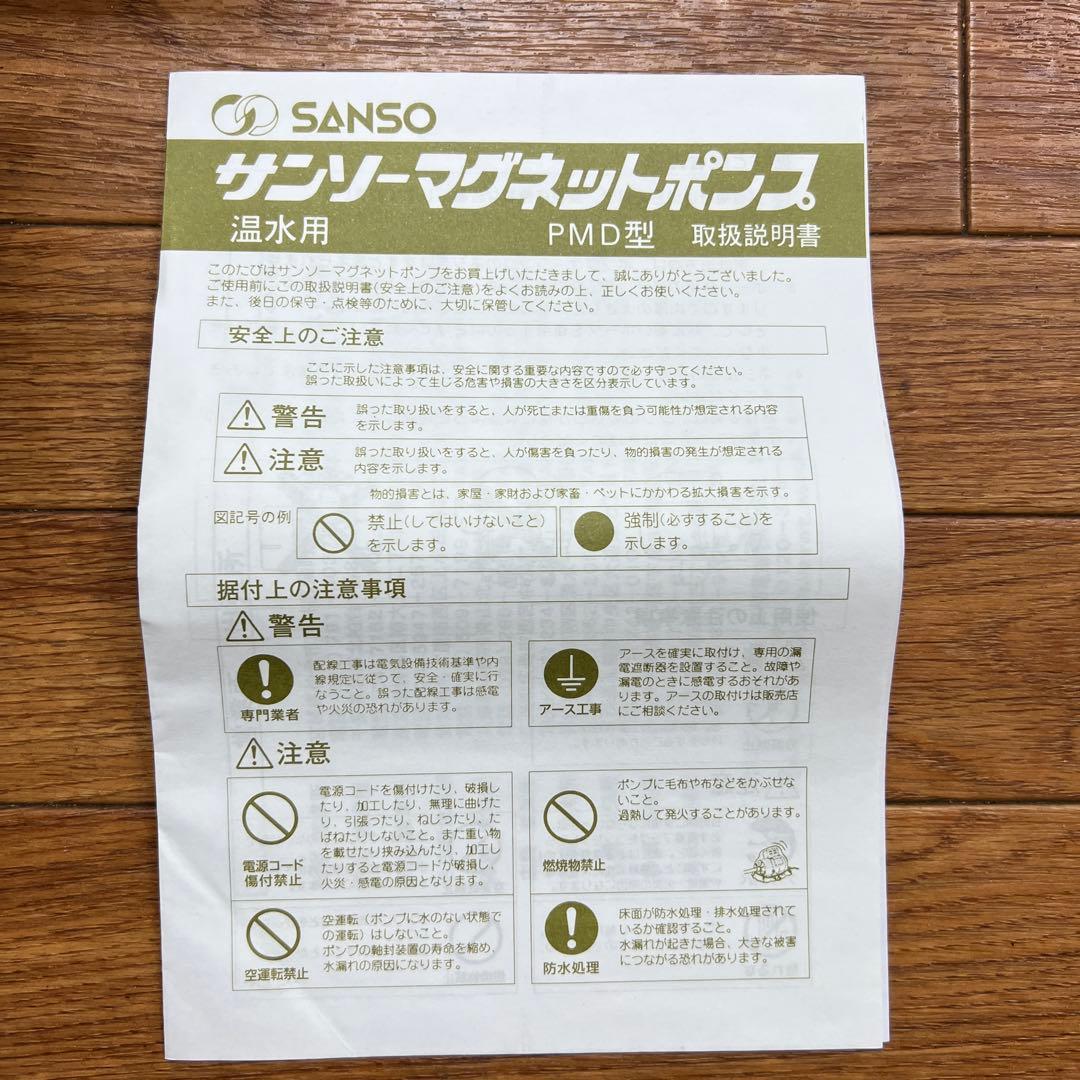 SANSO
サンソーマグネットポンプ
温水用 PMD型 取扱説明書
このたびはサンソーマグネットポンプをお買上げいただきまして、誠にありがとうございました。
ご使用前にこの取扱説明書(安全上のご注意)をよくお読みの上、正しくお使いください。
また、後日の保守・点検等のために、大切に保管してください。
安全上のご注意
ここに示した注意事項は、安全に関する重要な内容ですので必ず守ってください。
誤った取扱いによって生じる危害や損害の大きさを区分表示しています。
警告
誤った取り扱いをすると、人が死亡または重傷を負う可能性が想定される内容
を示します。
注意
誤った取り扱いをすると、人が傷害を負ったり、物的損害の発生が想定される
内容を示します。
物的損害とは、家屋・家財および家畜・ペットにかかわる拡大損害を示す。
図記号の例
禁止(してはいけないこと)
を示します。
強制(必ずすること)を
示します。
据付上の注意事項
警告
専門業者
配線工事は電気設備技術基準や内
線規定に従って、安全・確実に行
なうこと。誤った配線工事は感電
や火災の恐れがあります。
アース工事
アースを確実に取付け、専用の漏
電遮断器を設置すること。故障や
漏電のときに感電するおそれがあ
ります。アースの取付けは販売店
にご相談ください。
注意
電源コード
傷付禁止
電源コードを傷付けたり、破損し
たり、加工したり、無理に曲げた
り、引張ったり、ねじったり、た
ばねたりしないこと。また重い物
を載せたり挟み込んだり、加工し
たりすると電源コードが破損し、
火災・感電の原因となります。
燃焼物禁止
ポンプに毛布や布などをかぶせな
いこと。
過熱して発火することがあります。
空運転禁止
空運転（ポンプに水のない状態で
の運転）はしないこと。
ポンプの軸封装置の寿命を縮め、
水漏れの原因になります。
防水処理
床面が防水処理・排水処理されて
いるか確認すること。
水漏れが起きた場合、大きな被害
につながる恐れがあります。